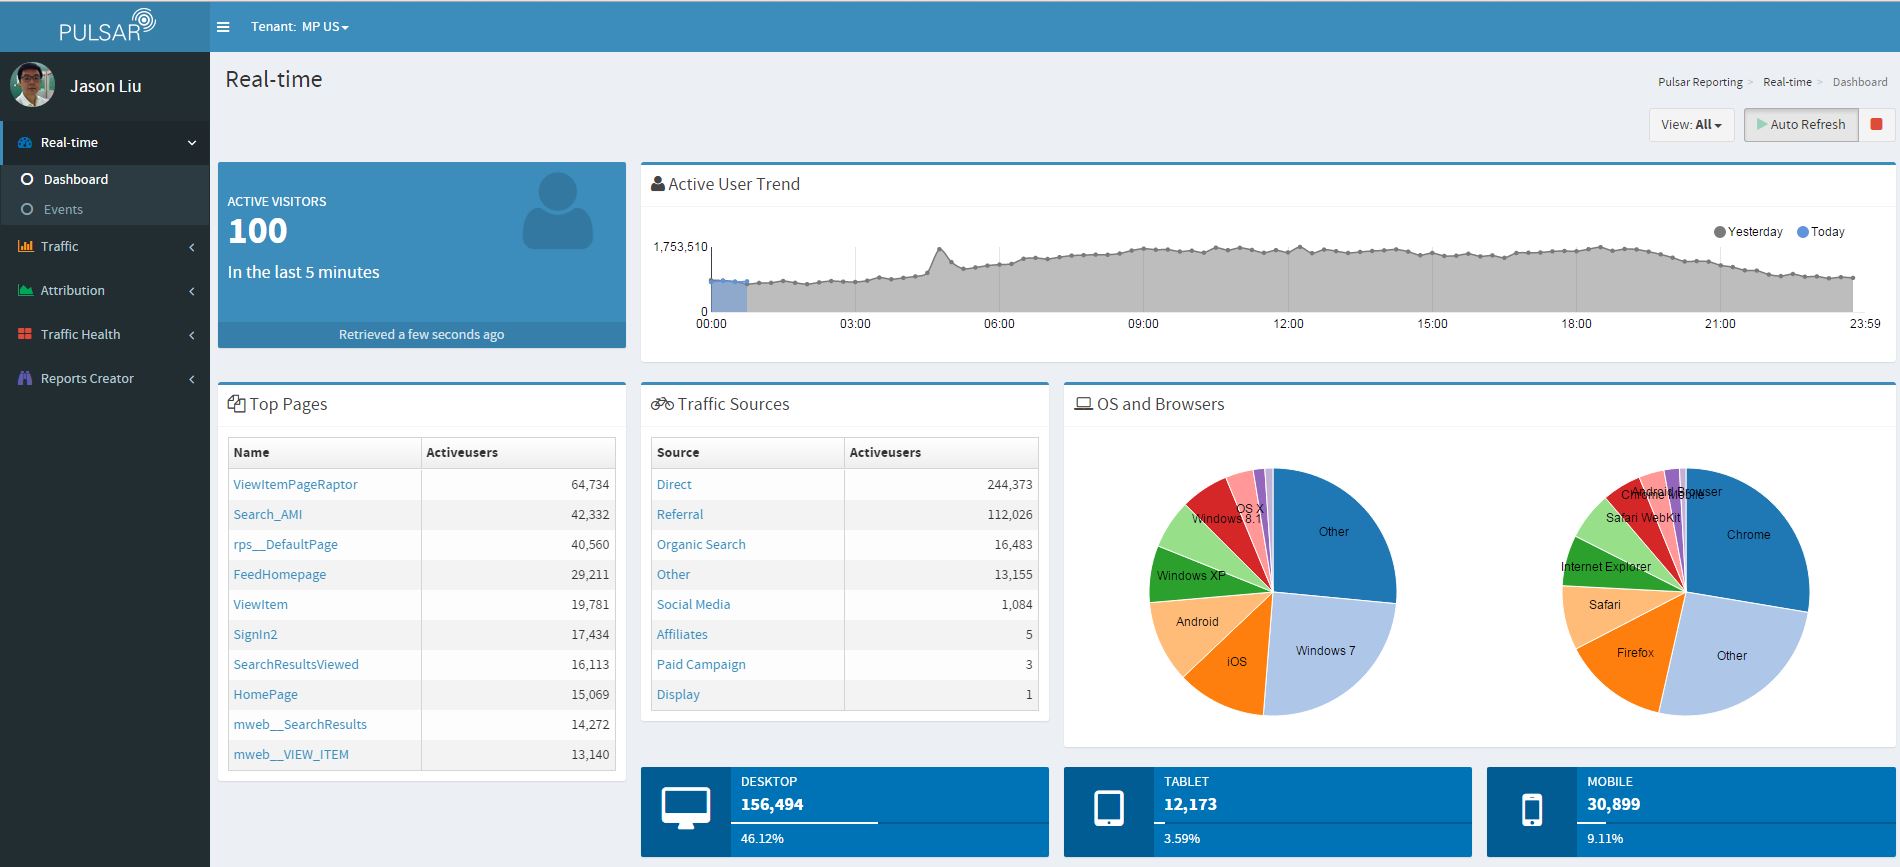 PULSAR
Tenant: MP US
Jason Liu
Real-time
Dashboard
Events
Traffic
Attribution
Traffic Health
Reports Creator
Real-time
Pulsar Reporting > Real-time > Dashboard
View: All
Auto Refresh
ACTIVE VISITORS
100
In the last 5 minutes
Retrieved a few seconds ago
Active User Trend
Yesterday Today
1,753,510
0
00:00 03:00 06:00 09:00 12:00 15:00 18:00 21:00 23:59
Top Pages
Name Activeusers
ViewItemPageRaptor 64,734
Search_AMI 42,332
rps__DefaultPage 40,560
FeedHomepage 29,211
ViewItem 19,781
SignIn2 17,434
SearchResultsViewed 16,113
HomePage 15,069
mweb__SearchResults 14,272
mweb__VIEW_ITEM 13,140
Traffic Sources
Source Activeusers
Direct 244,373
Referral 112,026
Organic Search 16,483
Other 13,155
Social Media 1,084
Affiliates 5
Paid Campaign 3
Display 1
OS and Browsers
OS X
Windows 8.1
Other
Windows XP
Android
Windows 7
iOS
Android Browser
Chrome Mobile
Safari WebKit
Chrome
Internet Explorer
Safari
Firefox
Other
DESKTOP
156,494
46.12%
TABLET
12,173
3.59%
MOBILE
30,899
9.11%